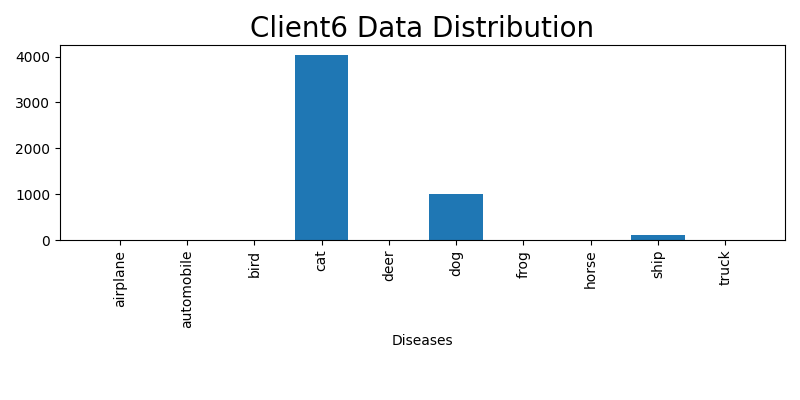 Client6 Data Distribution
4000
3000
2000
1000
0
airplane
automobile
bird
cat
deer
dog
frog
horse
ship
truck
Diseases